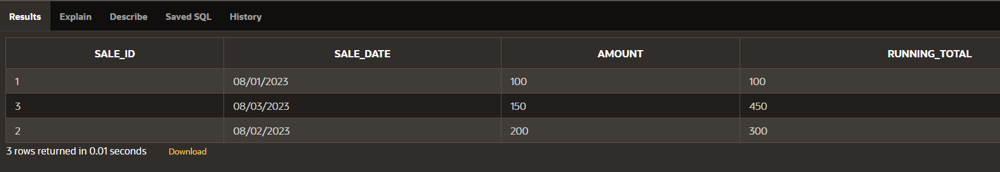 Results Explain Describe Saved SQL History
SALE_ID SALE_DATE AMOUNT RUNNING_TOTAL
1 08/01/2023 100 100
3 08/03/2023 150 450
2 08/02/2023 200 300
3 rows returned in 0.01 seconds Download